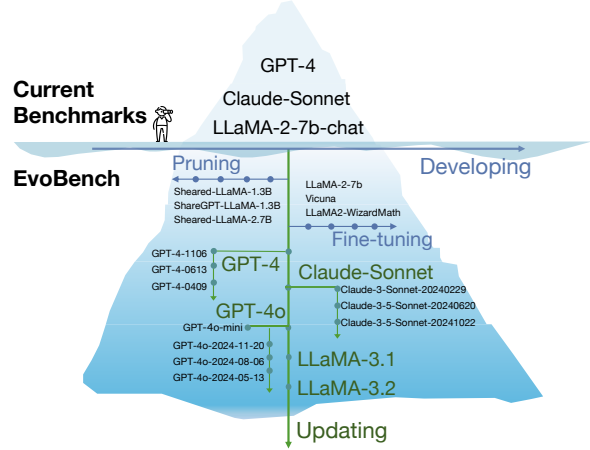 GPT-4
Claude-Sonnet
LLaMA-2-7b-chat
Current
Benchmarks
EvoBench
Developing
Pruning
Sheared-LLaMA-1.3B
ShareGPT-LLaMA-1.3B
Sheared-LLaMA-2.7B
LLaMA-2-7b
Vicuna
LLaMA2-WizardMath
Fine-tuning
GPT-4
GPT-4-1106
GPT-4-0613
GPT-4-0409
Claude-Sonnet
Claude-3-Sonnet-20240229
Claude-3-5-Sonnet-20240620
Claude-3-5-Sonnet-20241022
GPT-4o
GPT-4o-mini
GPT-4o-2024-11-20
GPT-4o-2024-08-06
GPT-4o-2024-05-13
LLaMA-3.1
LLaMA-3.2
Updating